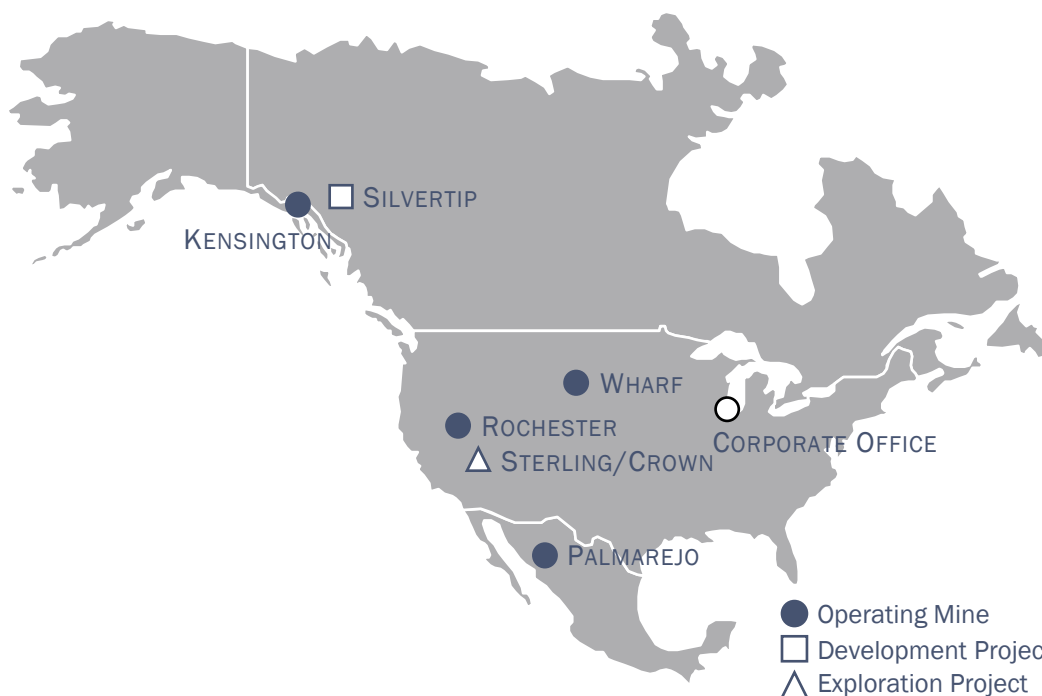 SILVERTIP
KENSINGTON
WHARF
ROCHESTER
CORPORATE OFFICE
STERLING/CROWN
PALMAREJO
Operating Mine
Development Projec
Exploration Project